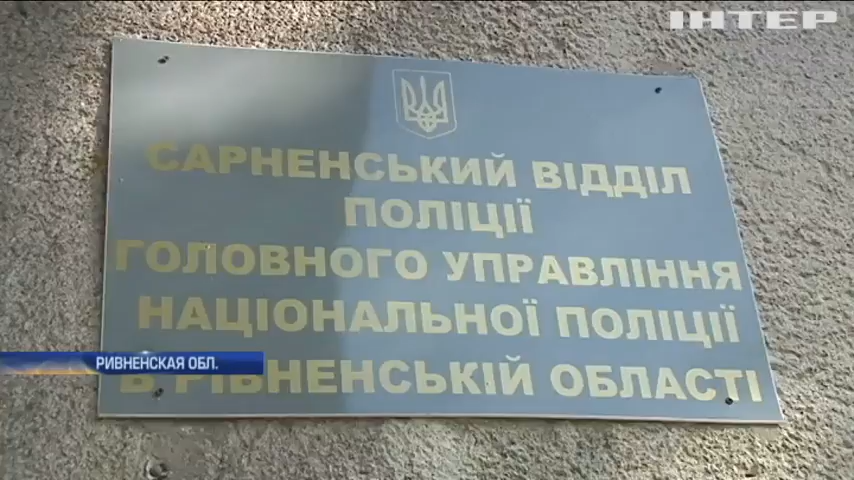 ІНТЕР
САРНЕНСЬКИЙ ВІДДІЛ
ПОЛІЦІЇ
ГОЛОВНОГО УПРАВЛІННЯ
НАЦІОНАЛЬНОЇ ПОЛІЦІЇ
РИВНЕНСКАЯ ОБЛ.
В РІВНЕНСЬКІЙ ОБЛАСТІ